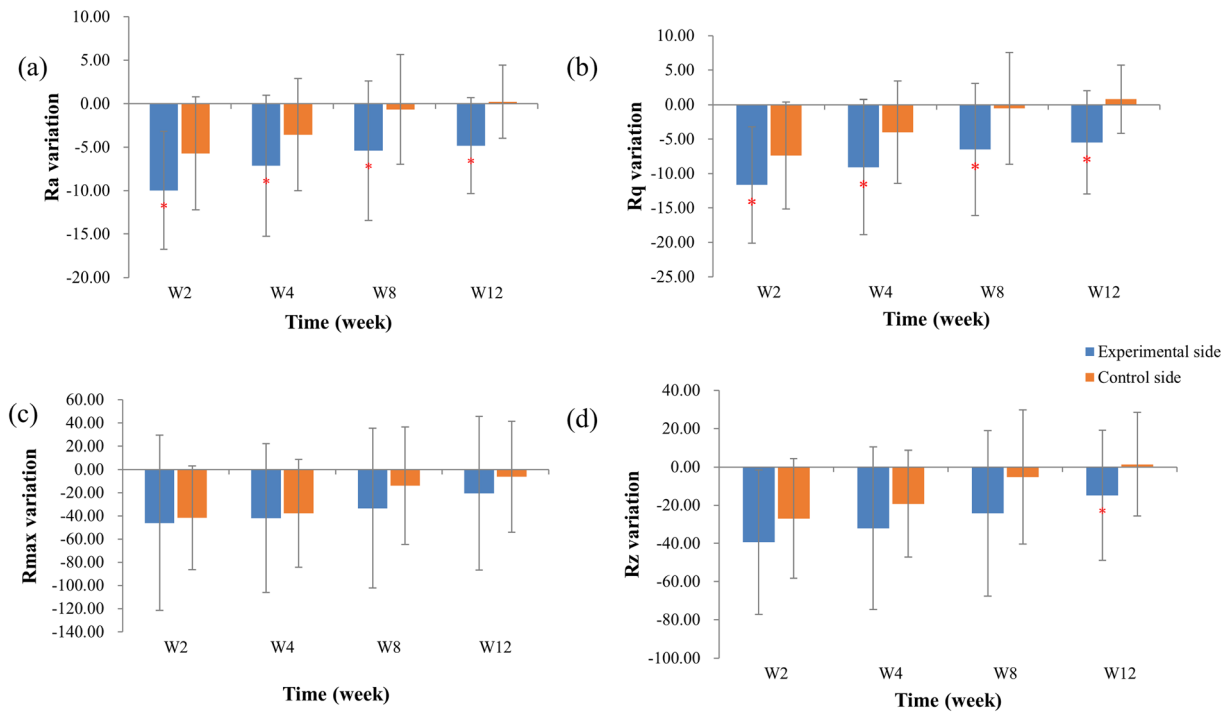 (a)
Ra variation
10.00
5.00
0.00
-5.00
-10.00
-15.00
-20.00
*
*
*
*
W2 W4 W8 W12
Time (week)
(b)
Rq variation
10.00
5.00
0.00
-5.00
-10.00
-15.00
-20.00
-25.00
*
*
*
*
W2 W4 W8 W12
Time (week)
Experimental side
Control side
(c)
Rmax variation
60.00
40.00
20.00
0.00
-20.00
-40.00
-60.00
-80.00
-100.00
-120.00
-140.00
W2 W4 W8 W12
Time (week)
(d)
Rz variation
40.00
20.00
0.00
-20.00
-40.00
-60.00
-80.00
-100.00
*
W2 W4 W8 W12
Time (week)